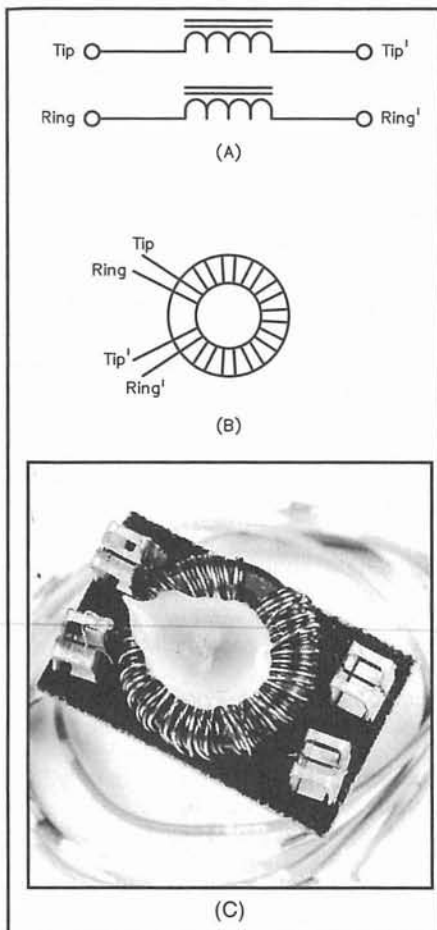 Tip Tip'
Ring Ring'
(A)
Tip
Ring
Tip'
Ring'
(B)
(C)